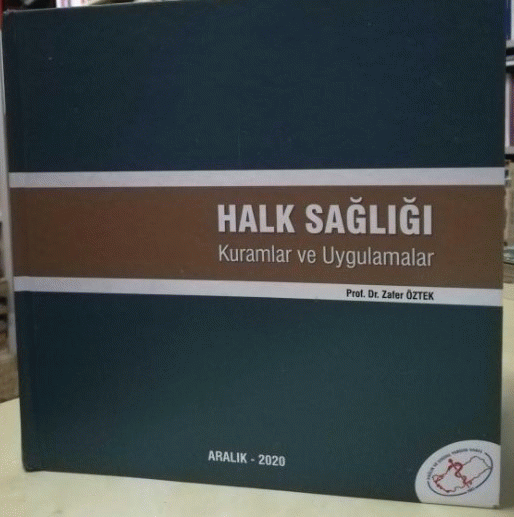 HALK SAĞLIĞI
Kuramlar ve Uygulamalar
Prof. Dr. Zafer ÖZTEK
ARALIK - 2020